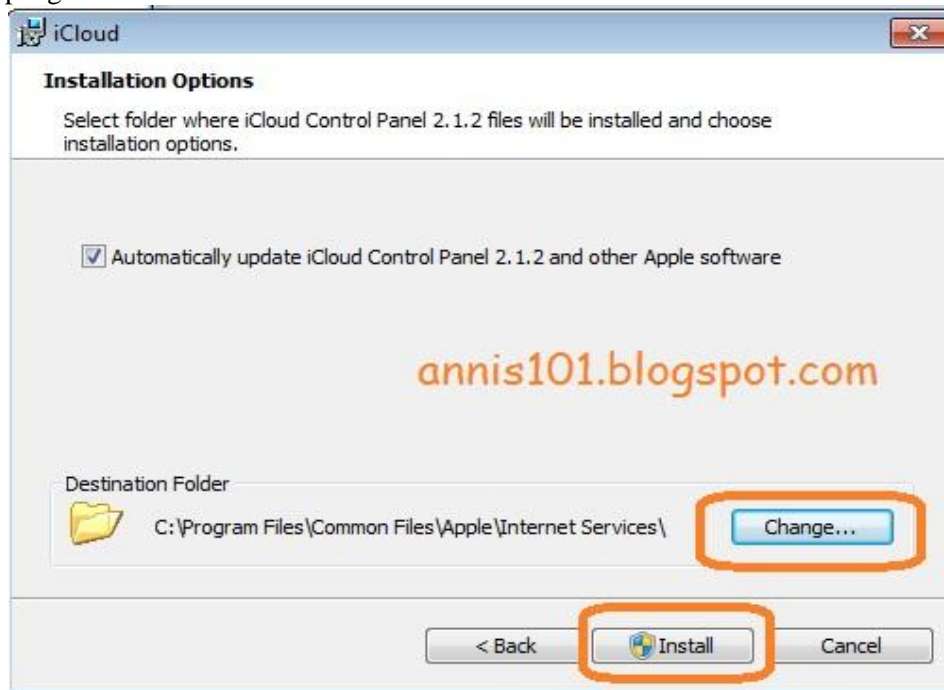 iCloud
Installation Options
Select folder where iCloud Control Panel 2.1.2 files will be installed and choose
installation options.
Automatically update iCloud Control Panel 2.1.2 and other Apple software
annis101.blogspot.com
Destination Folder
C:\Program Files\Common Files\Apple\Internet Services\
Change...
< Back
Install
Cancel